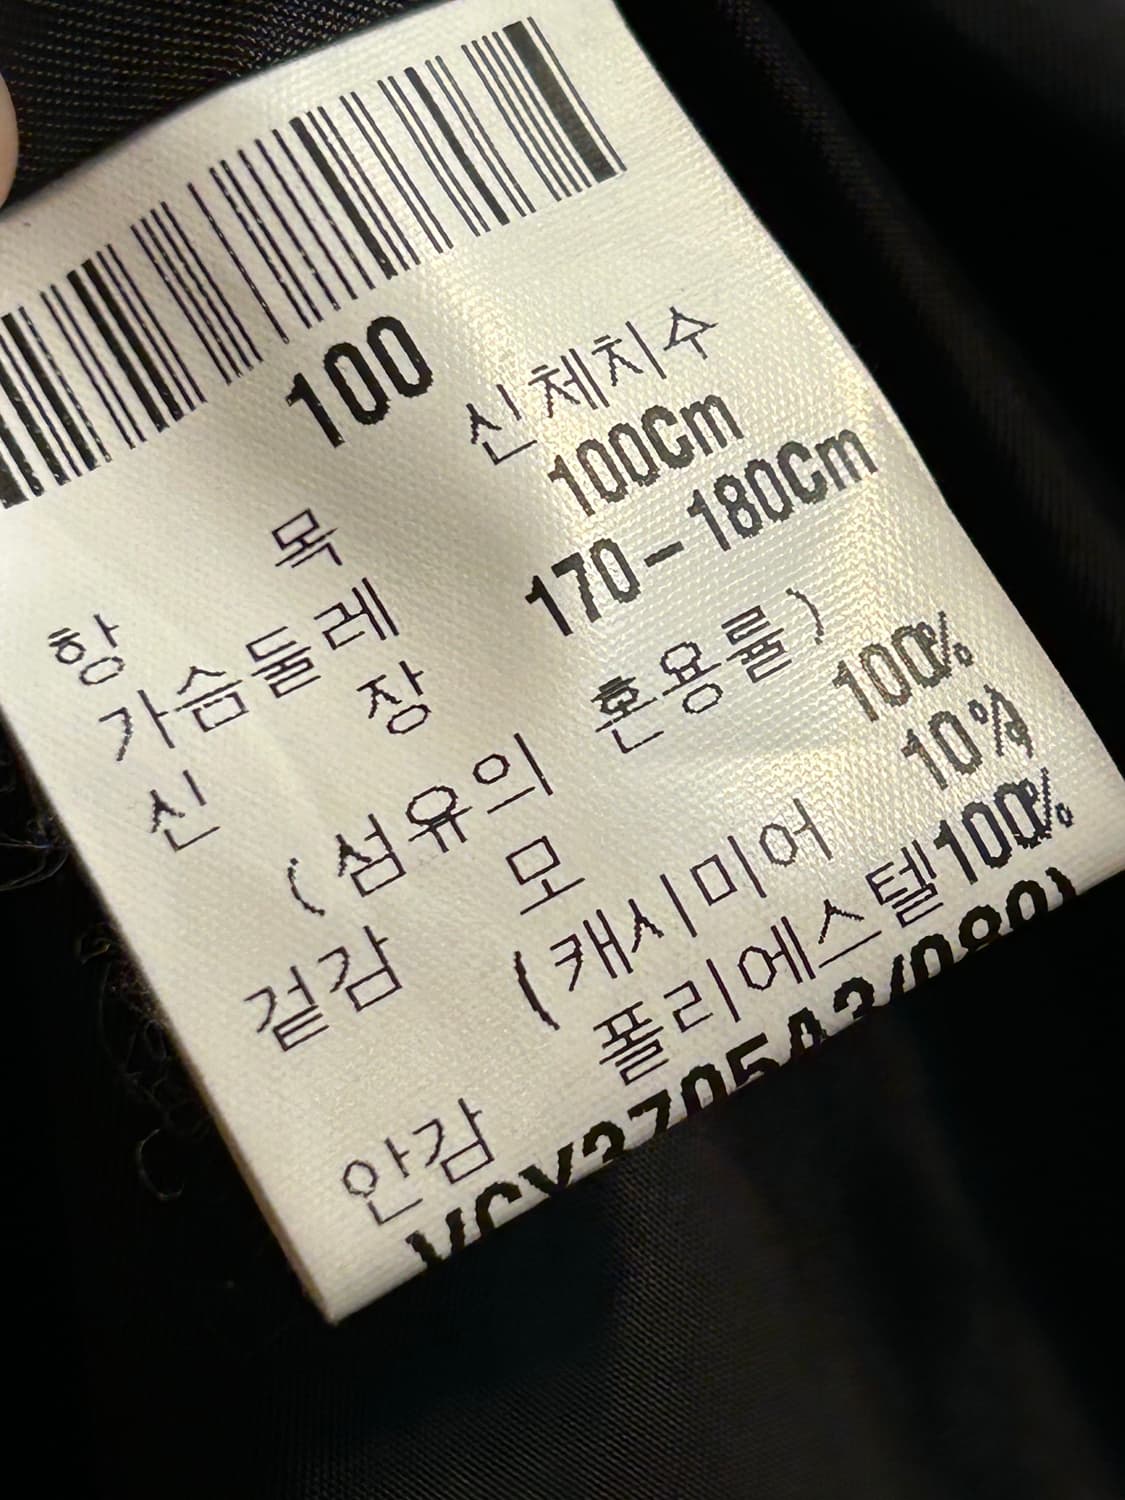 100
항 목 신체치수
가슴둘레 100Cm
신 장 170-180Cm
(섬유의 혼용률)
겉감 모 100%
(캐시미어 10%)
안감 폴리에스텔100%